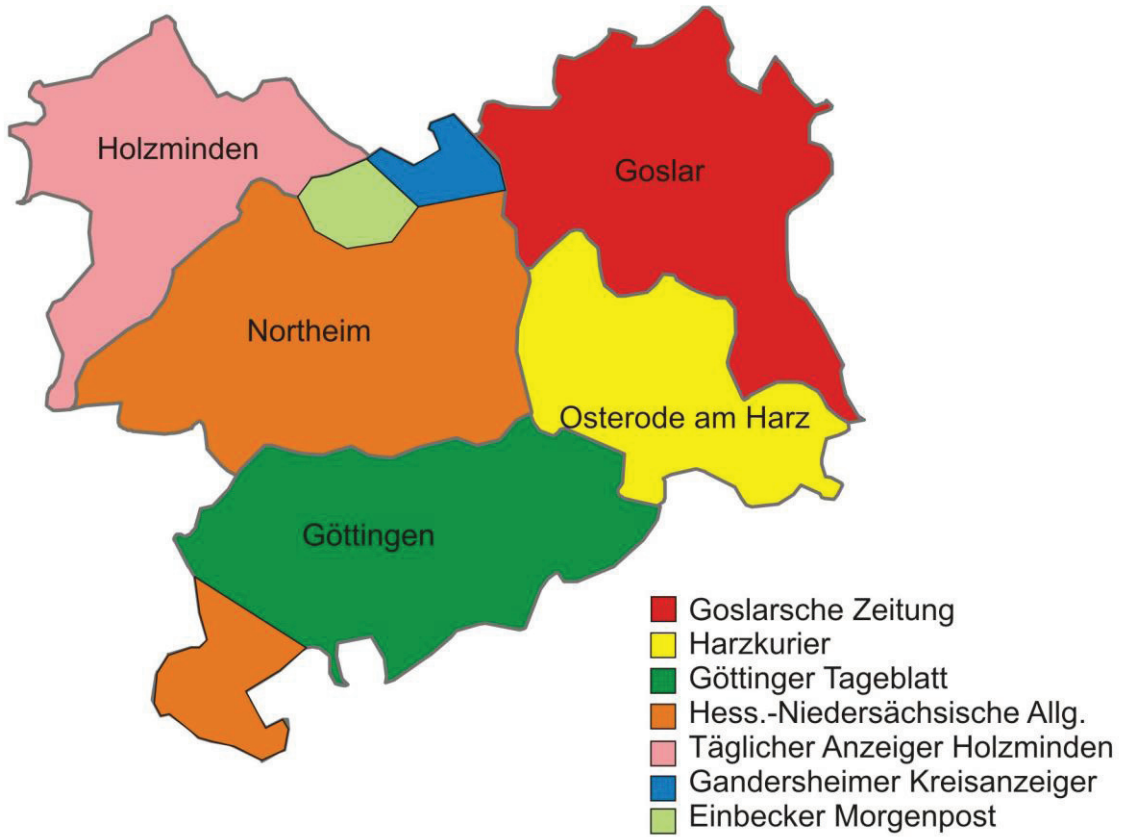 Holzminden
Goslar
Northeim
Osterode am Harz
Göttingen
Goslarsche Zeitung
Harzkurier
Göttinger Tageblatt
Hess.-Niedersächsische Allg.
Täglicher Anzeiger Holzminden
Gandersheimer Kreisanzeiger
Einbecker Morgenpost